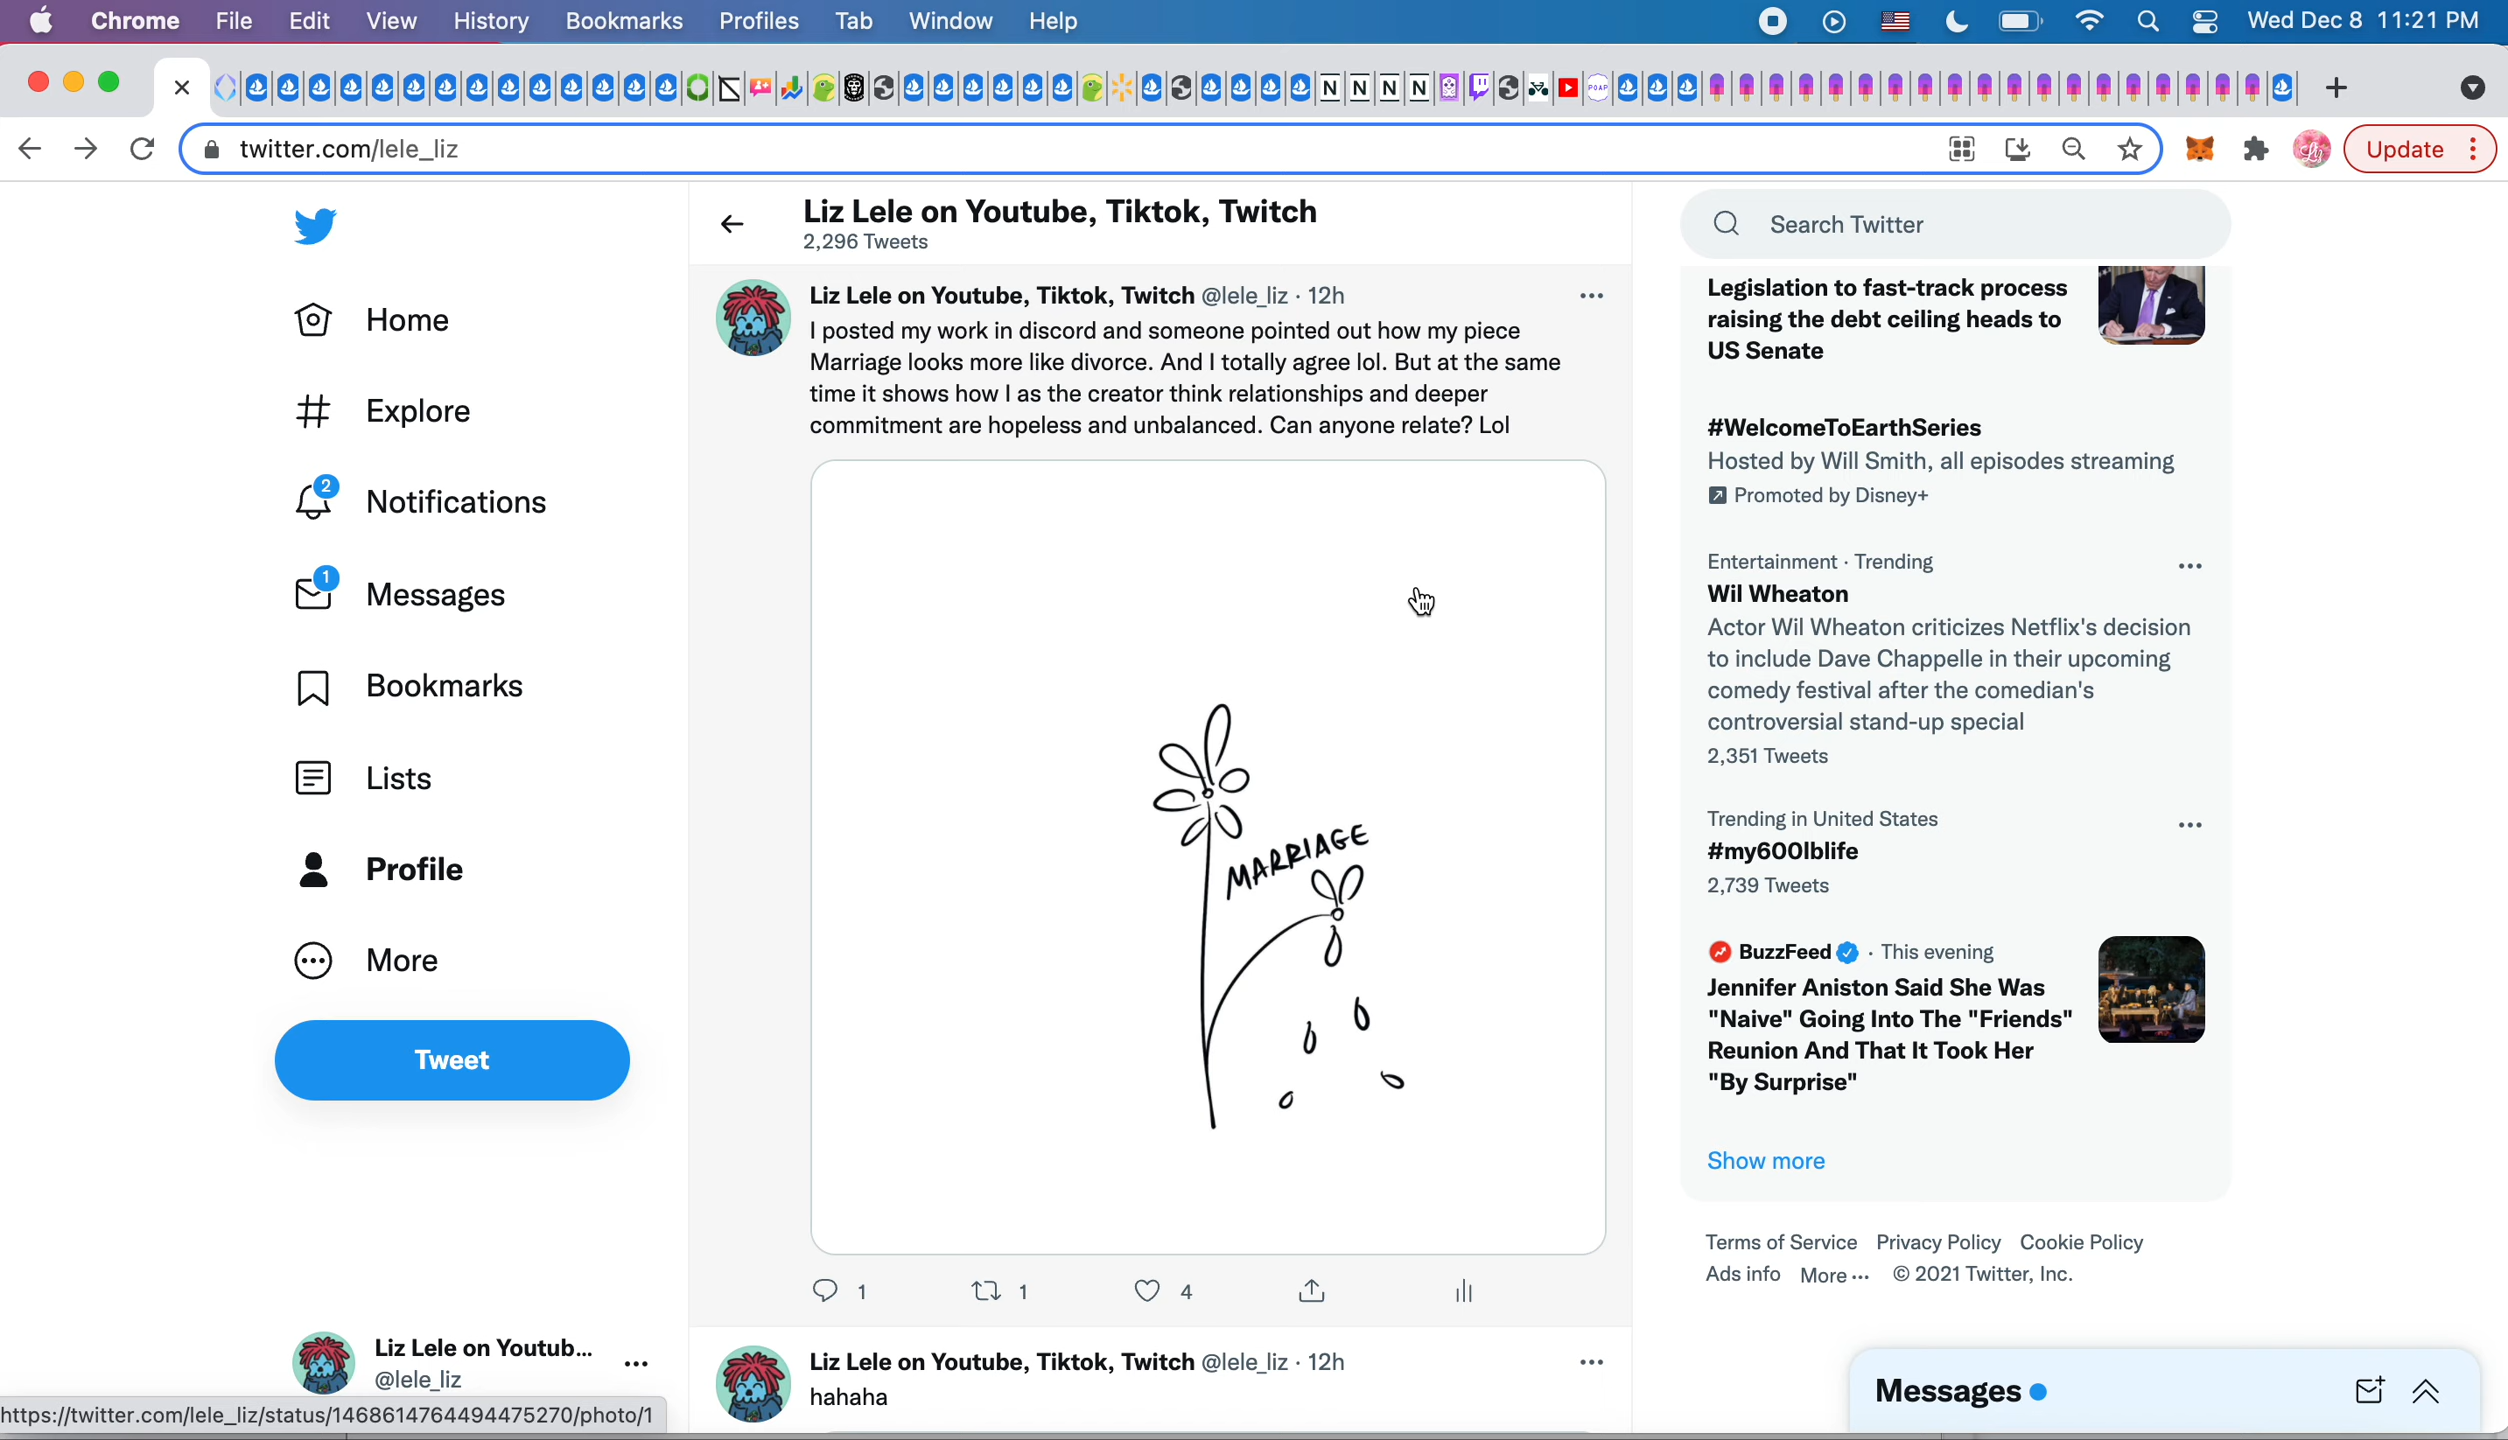 Chrome File Edit View History Bookmarks Profiles Tab Window Help Wed Dec 8 11:21 PM
twitter.com/lele_liz Update
Liz Lele on Youtube, Tiktok, Twitch
2,296 Tweets
Search Twitter
Home
Explore
2
Notifications
1
Messages
Bookmarks
Lists
Profile
More
Tweet
Liz Lele on Youtub...
@lele_liz
https://twitter.com/lele_liz/status/1468614764494475270/photo/1
Liz Lele on Youtube, Tiktok, Twitch @lele_liz · 12h
I posted my work in discord and someone pointed out how my piece
Marriage looks more like divorce. And I totally agree lol. But at the same
time it shows how I as the creator think relationships and deeper
commitment are hopeless and unbalanced. Can anyone relate? Lol
MARRIAGE
1 1 4
Liz Lele on Youtube, Tiktok, Twitch @lele_liz · 12h
hahaha
Legislation to fast-track process
raising the debt ceiling heads to
US Senate
#WelcomeToEarthSeries
Hosted by Will Smith, all episodes streaming
Promoted by Disney+
Entertainment · Trending
Wil Wheaton
Actor Wil Wheaton criticizes Netflix's decision
to include Dave Chappelle in their upcoming
comedy festival after the comedian's
controversial stand-up special
2,351 Tweets
Trending in United States
#my600lblife
2,739 Tweets
BuzzFeed · This evening
Jennifer Aniston Said She Was
"Naive" Going Into The "Friends"
Reunion And That It Took Her
"By Surprise"
Show more
Terms of Service Privacy Policy Cookie Policy
Ads info More ··· © 2021 Twitter, Inc.
Messages